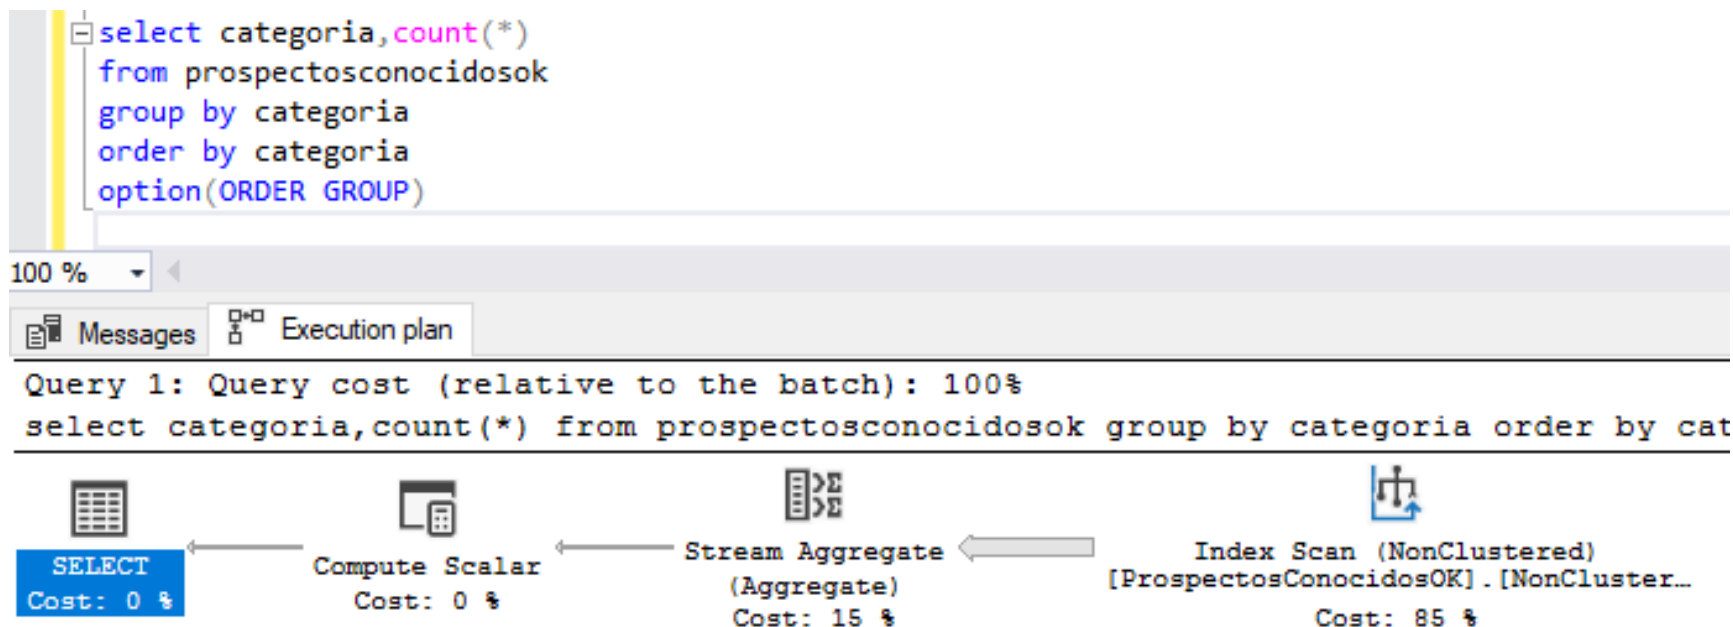 select categoria,count(*)
from prospectosconocidosok
group by categoria
order by categoria
option(ORDER GROUP)
100 %
Messages
Execution plan
Query 1: Query cost (relative to the batch): 100%
select categoria,count(*) from prospectosconocidosok group by categoria order by cat
SELECT
Cost: 0 %
Compute Scalar
Cost: 0 %
Stream Aggregate
(Aggregate)
Cost: 15 %
Index Scan (NonClustered)
[ProspectosConocidosOK].[NonCluster…
Cost: 85 %